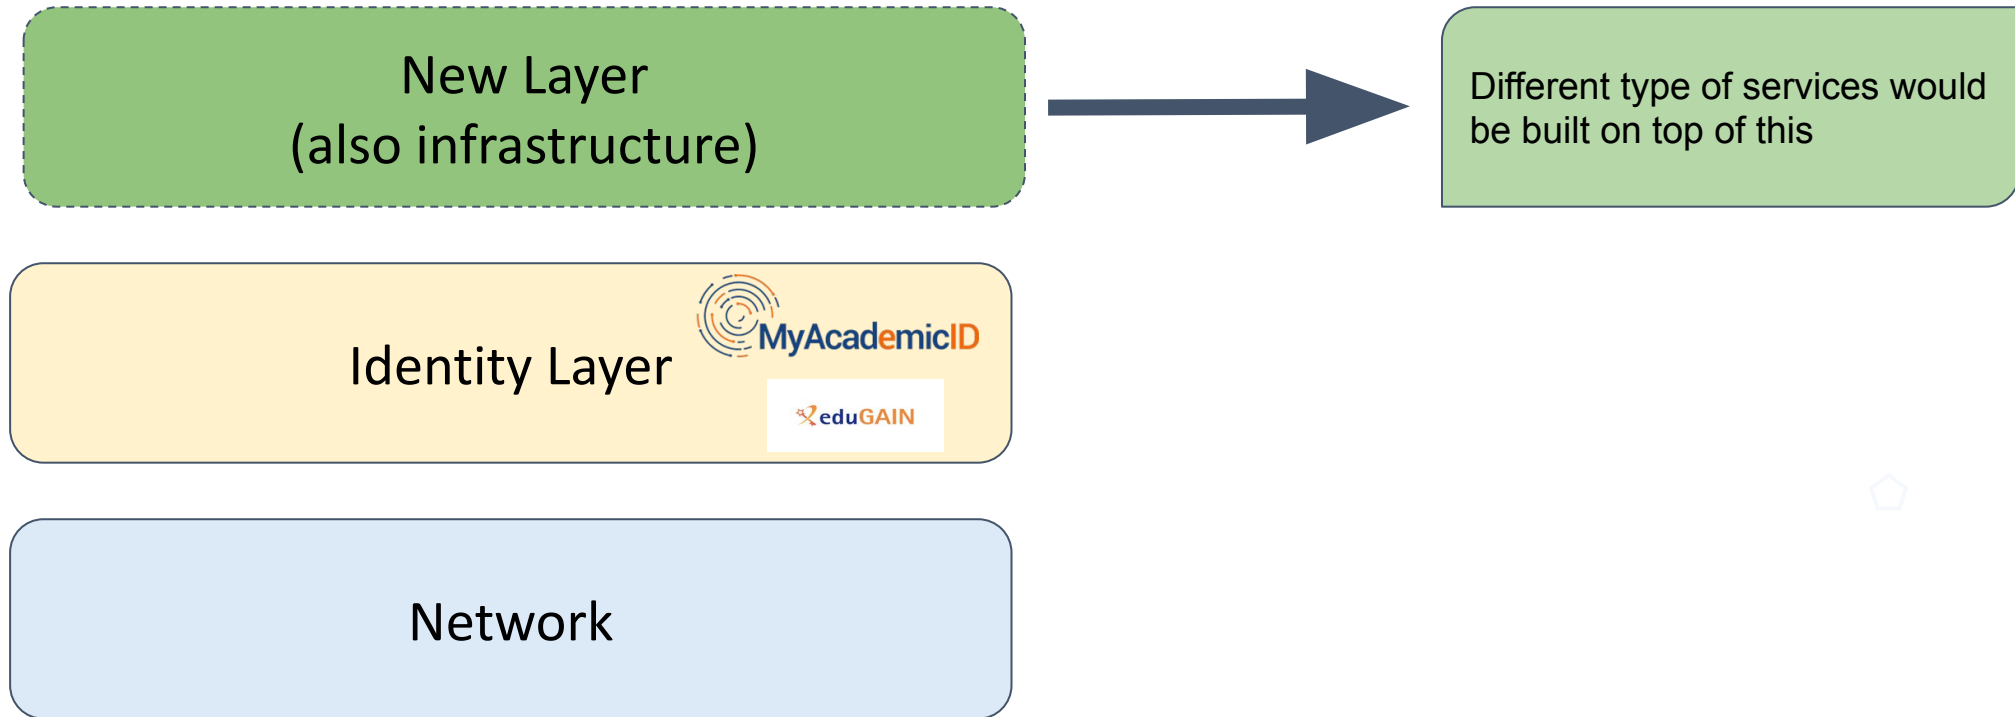 New Layer
(also infrastructure)
Different type of services would
be built on top of this
Identity Layer
MyAcademicID
eduGAIN
Network